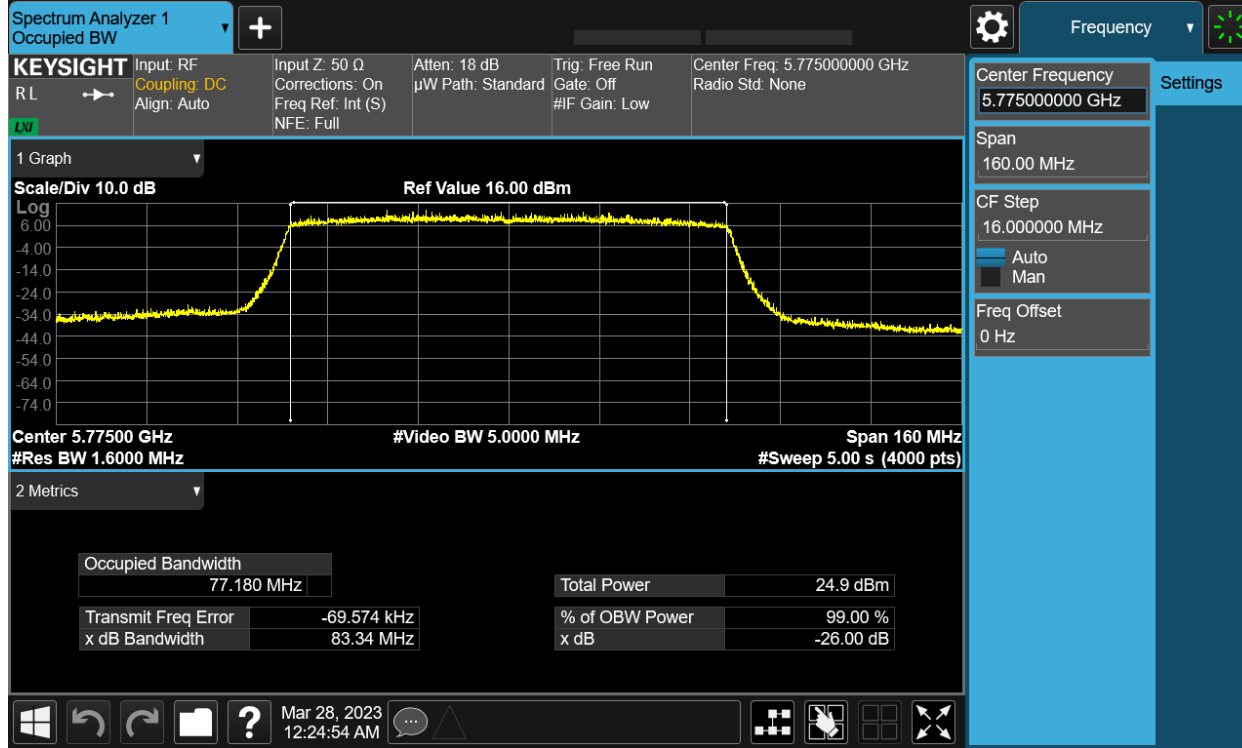 Spectrum Analyzer 1
Occupied BW
+
Frequency
KEYSIGHT
R L
LXI
Input: RF
Coupling: DC
Align: Auto
Input Z: 50 Ω
Corrections: On
Freq Ref: Int (S)
NFE: Full
Atten: 18 dB
µW Path: Standard
Trig: Free Run
Gate: Off
#IF Gain: Low
Center Freq: 5.775000000 GHz
Radio Std: None
Center Frequency
5.775000000 GHz
Settings
Span
160.00 MHz
CF Step
16.000000 MHz
Auto
Man
Freq Offset
0 Hz
1 Graph
Scale/Div 10.0 dB
Ref Value 16.00 dBm
Log
6.00
-4.00
-14.0
-24.0
-34.0
-44.0
-54.0
-64.0
-74.0
Center 5.77500 GHz
#Video BW 5.0000 MHz
Span 160 MHz
#Res BW 1.6000 MHz
#Sweep 5.00 s (4000 pts)
2 Metrics
Occupied Bandwidth
77.180 MHz
Total Power 24.9 dBm
Transmit Freq Error -69.574 kHz
% of OBW Power 99.00 %
x dB Bandwidth 83.34 MHz
x dB -26.00 dB
?
Mar 28, 2023
12:24:54 AM